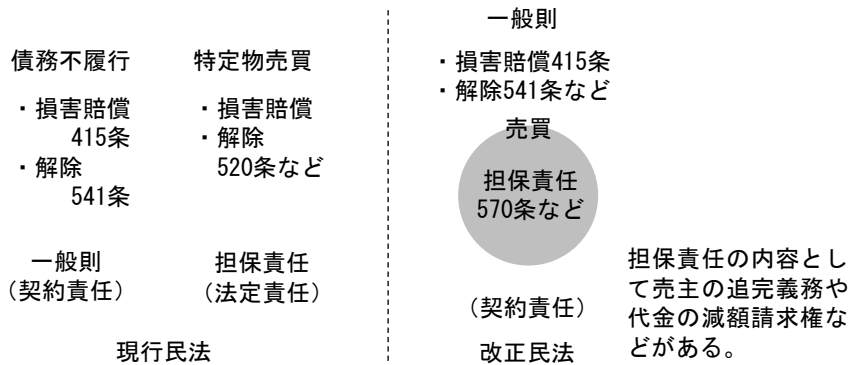 債務不履行
・損害賠償
415条
・解除
541条
一般則
（契約責任）
特定物売買
・損害賠償
・解除
520条など
担保責任
（法定責任）
現行民法
一般則
・損害賠償415条
・解除541条など
売買
担保責任
570条など
（契約責任）
改正民法
担保責任の内容とし
て売主の追完義務や
代金の減額請求権な
どがある。